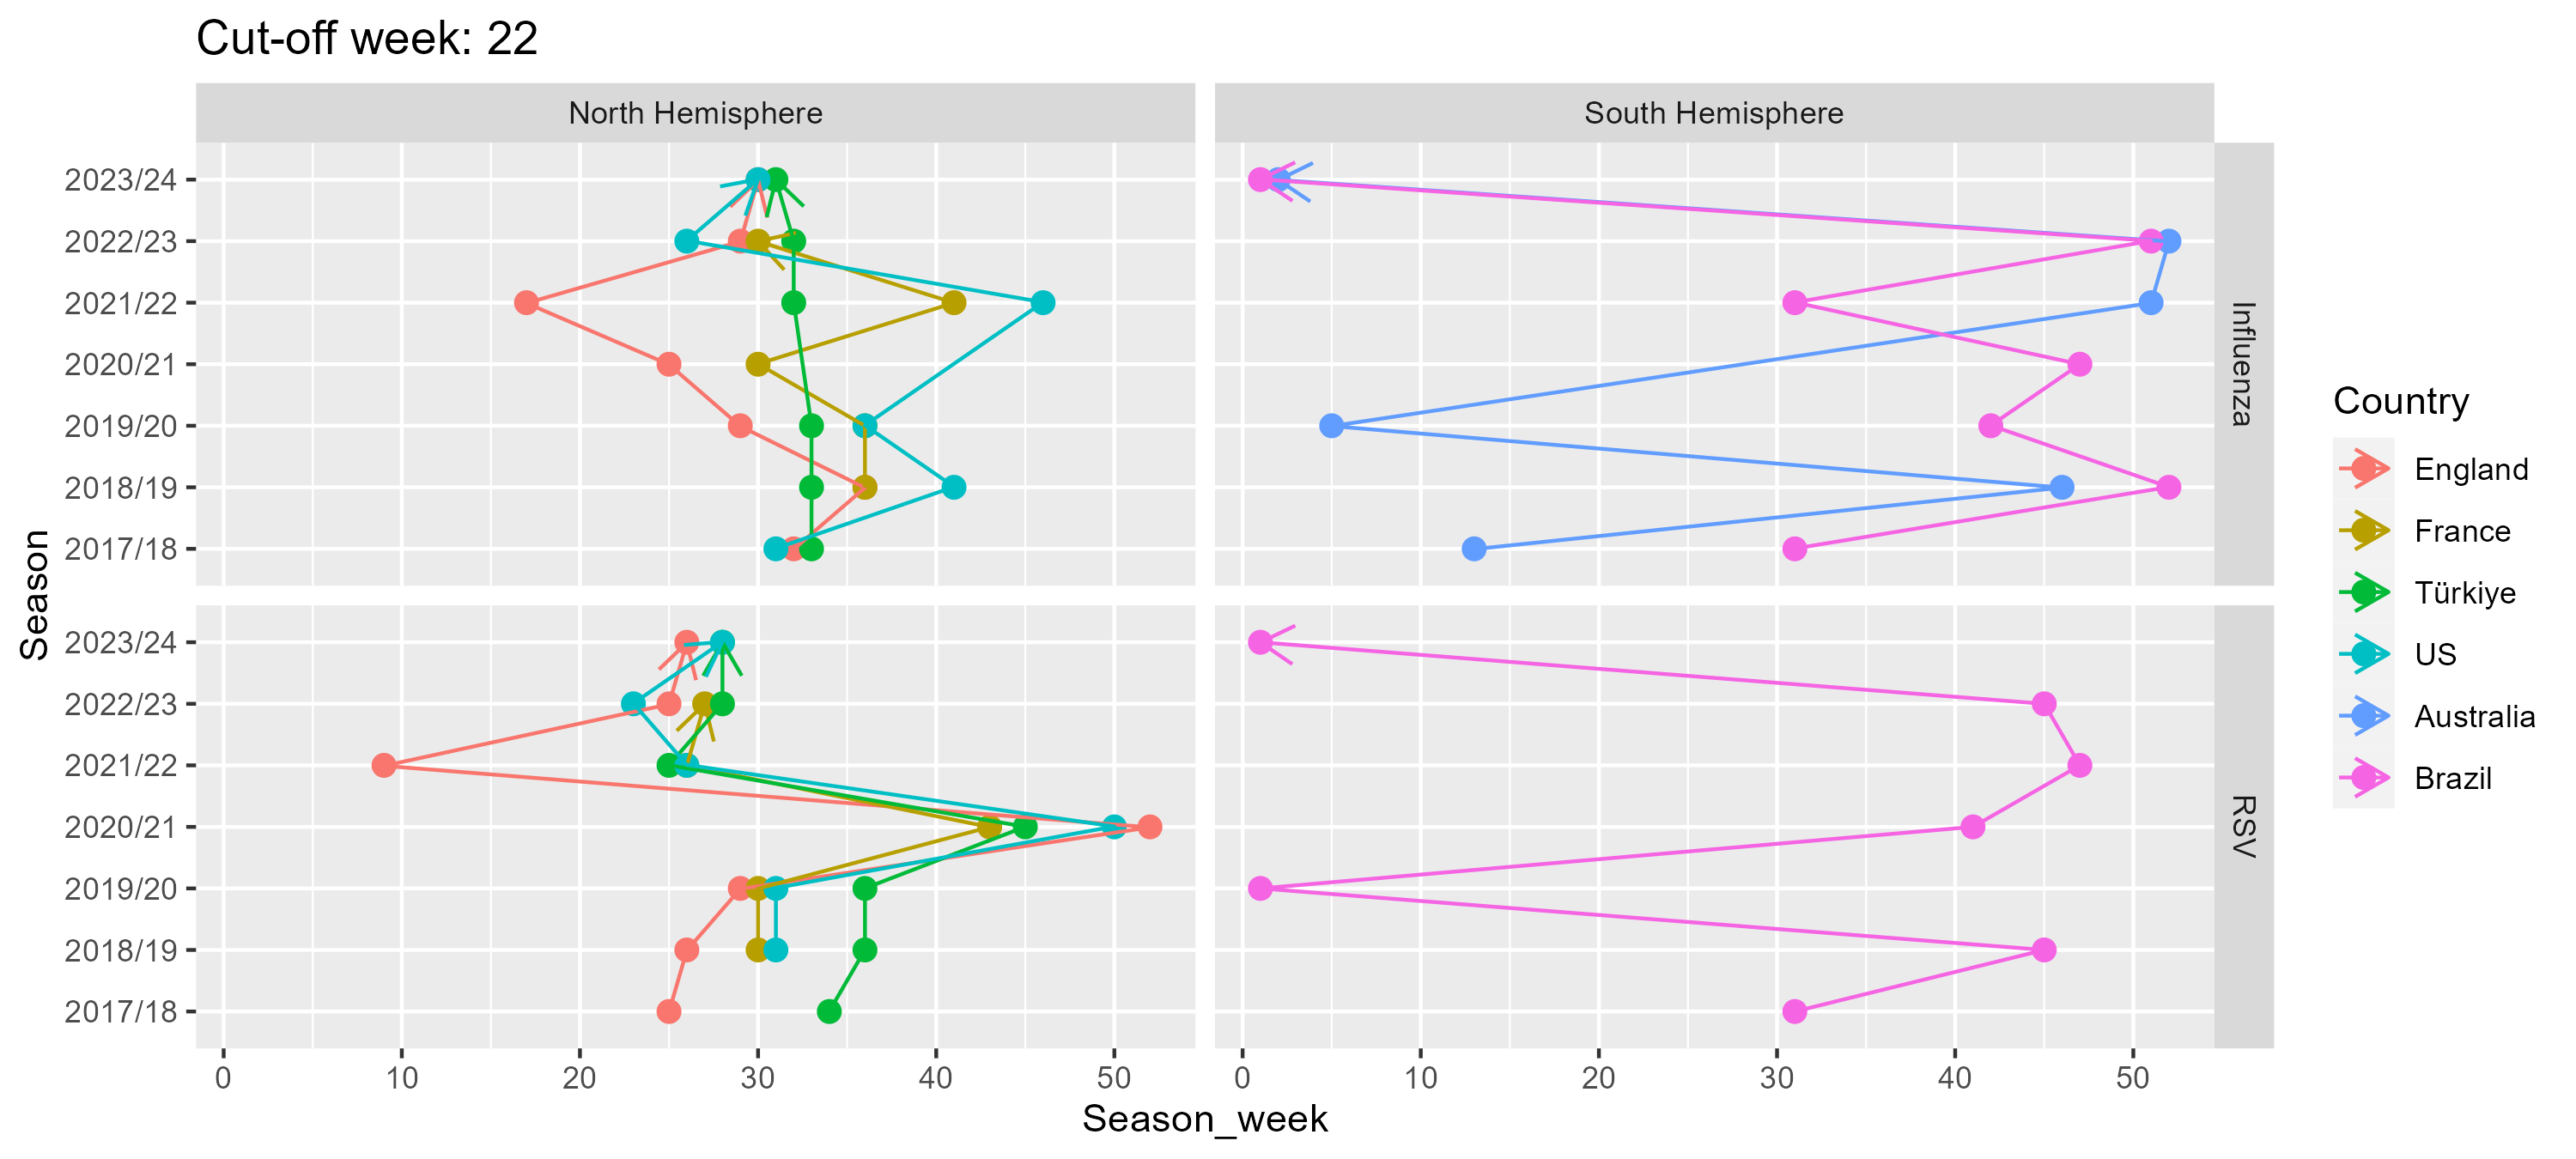 Cut-off week: 22
North Hemisphere
South Hemisphere
2023/24
2022/23
2021/22
2020/21
2019/20
2018/19
2017/18
Influenza
2023/24
2022/23
2021/22
2020/21
2019/20
2018/19
2017/18
RSV
Season
0 10 20 30 40 50
0 10 20 30 40 50
Season_week
Country
England
France
Türkiye
US
Australia
Brazil